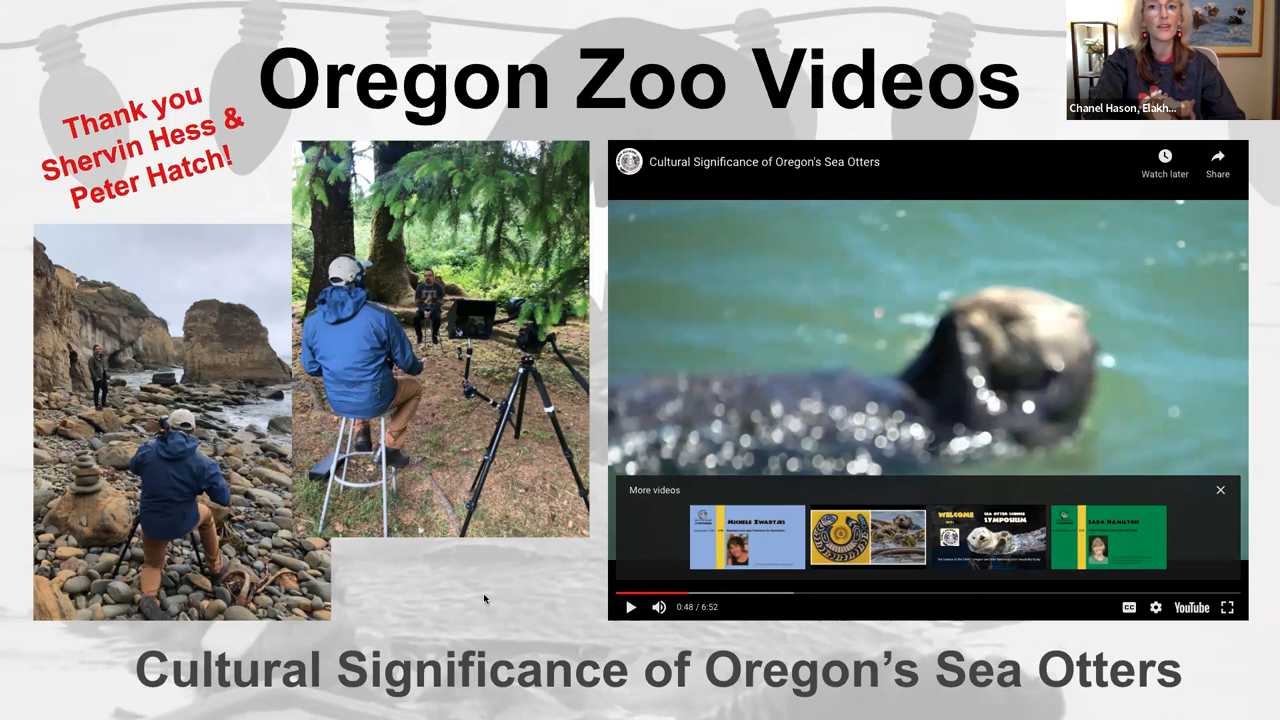 Oregon Zoo Videos
Thank you
Shervin Hess &
Peter Hatch!
Chanel Hason, Elakh...
Cultural Significance of Oregon's Sea Otters
Watch later
Share
More videos
MICHELE ZWARTJES
WELCOME
SEA OTTER SCIENCE
SYMPOSIUM
SARA HAMILTON
0:48 / 6:52
CC
YouTube
Cultural Significance of Oregon’s Sea Otters